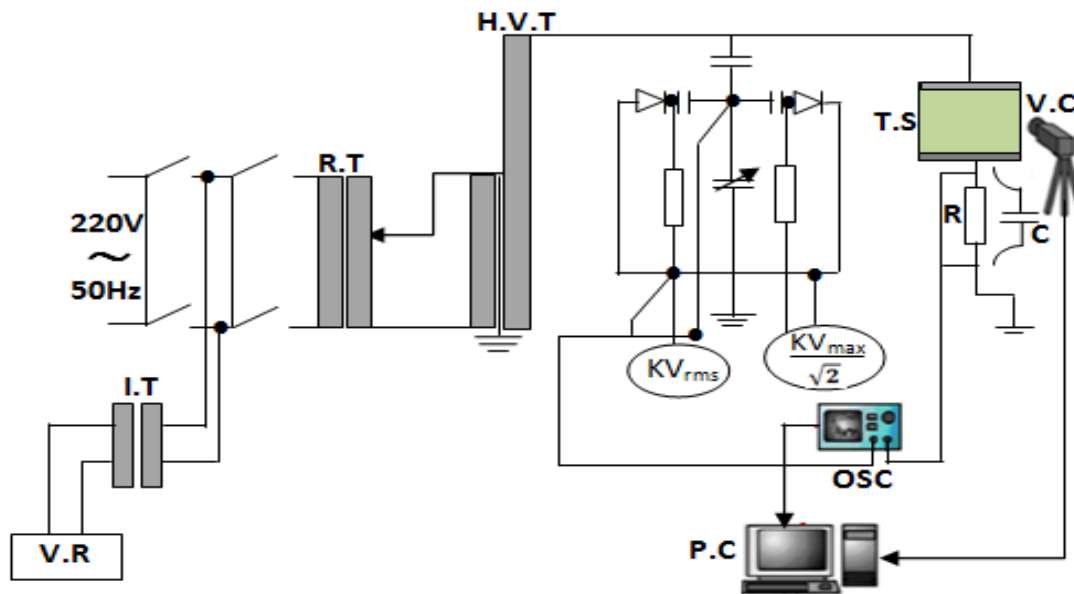 H.V.T
V.C
T.S
R.T
220V
~
50Hz
R
C
KVrms
KVmax
√2
I.T
OSC
V.R
P.C